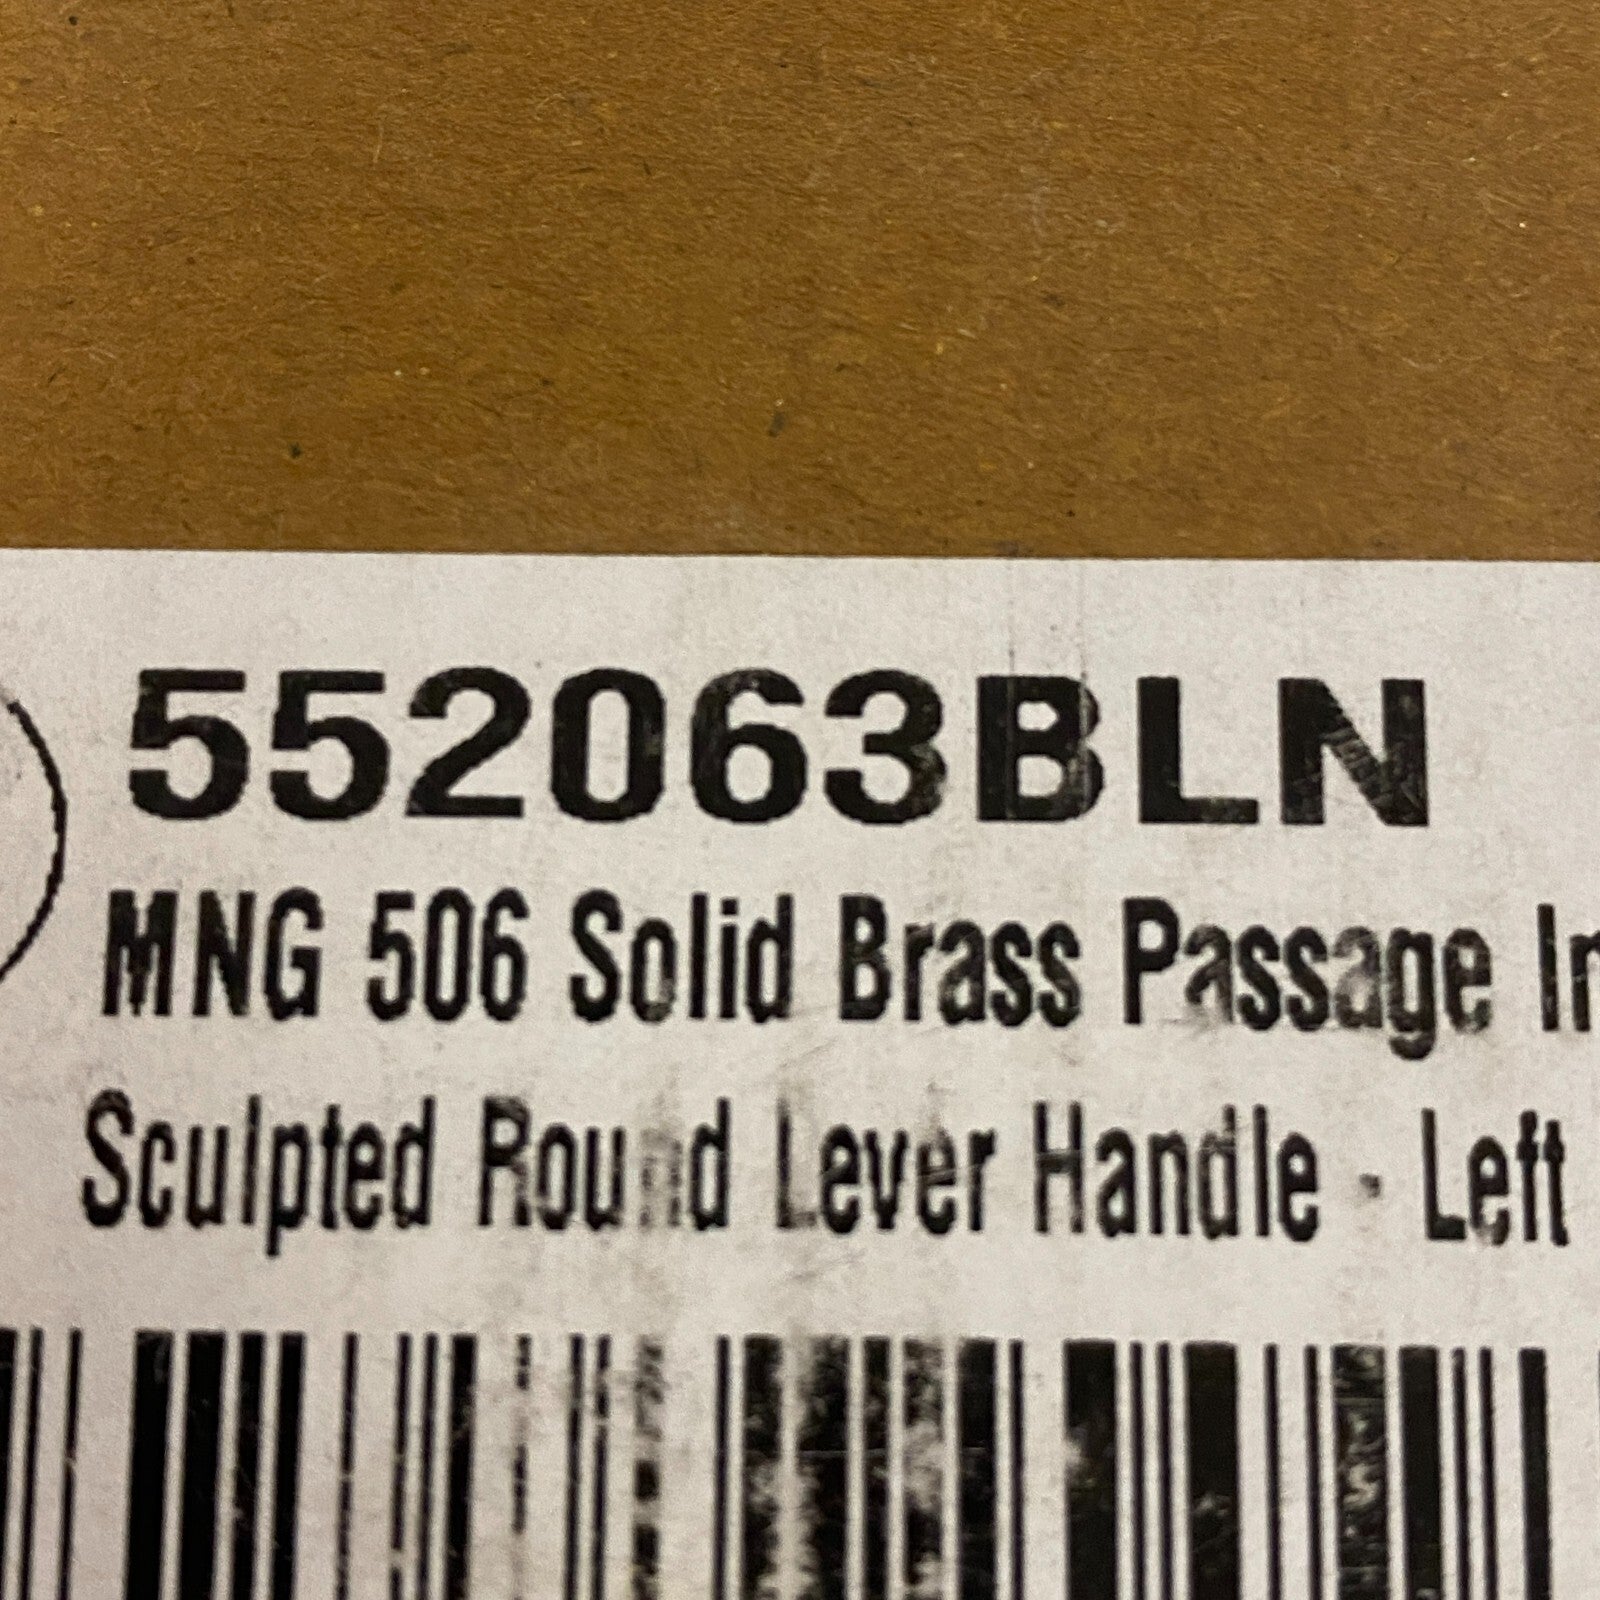 552063BLN
MNG 506 Solid Brass Passage In
Sculpted Round Lever Handle - Left